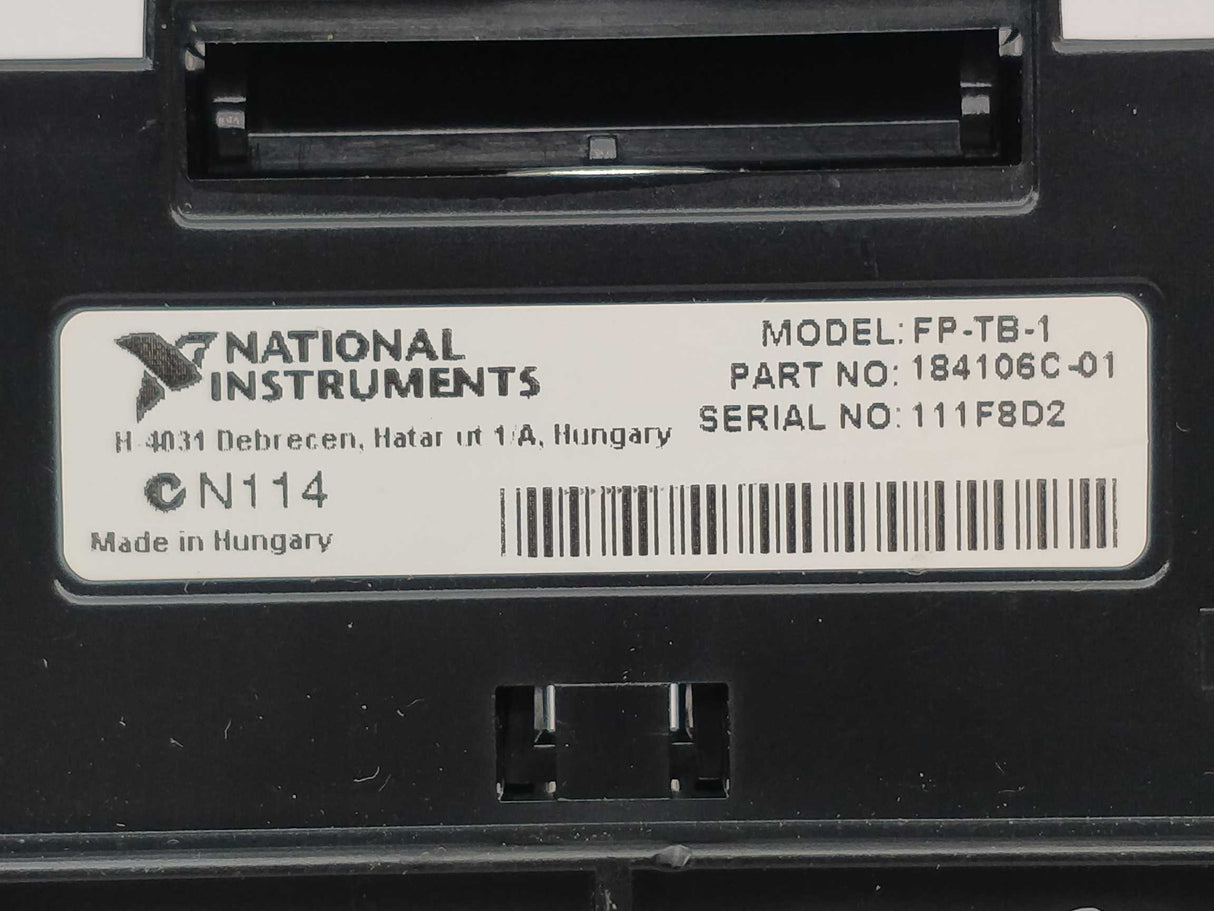 NATIONAL
INSTRUMENTS
H-4031 Debrecen, Hatar ut 1/A, Hungary
N114
Made in Hungary
MODEL: FP-TB-1
PART NO: 184106C-01
SERIAL NO: 111F8D2